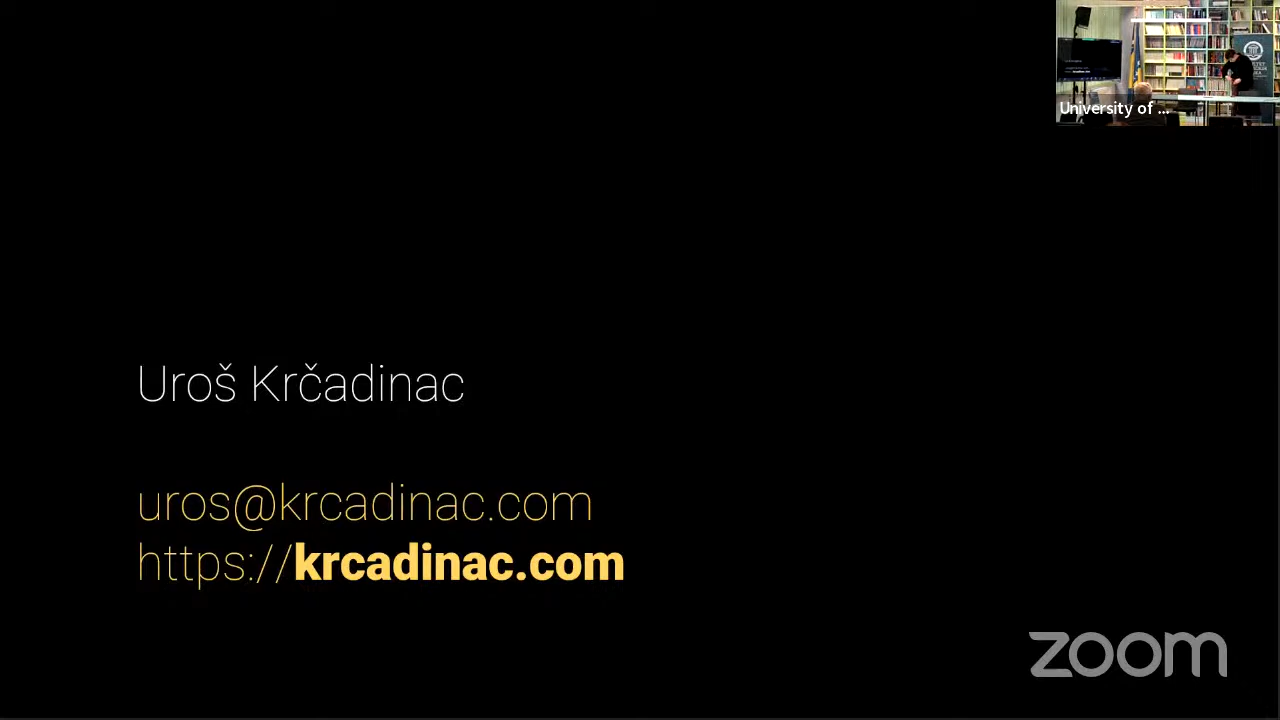 University of ...
Uroš Krčadinac
uros@krcadinac.com
https://krcadinac.com
zoom